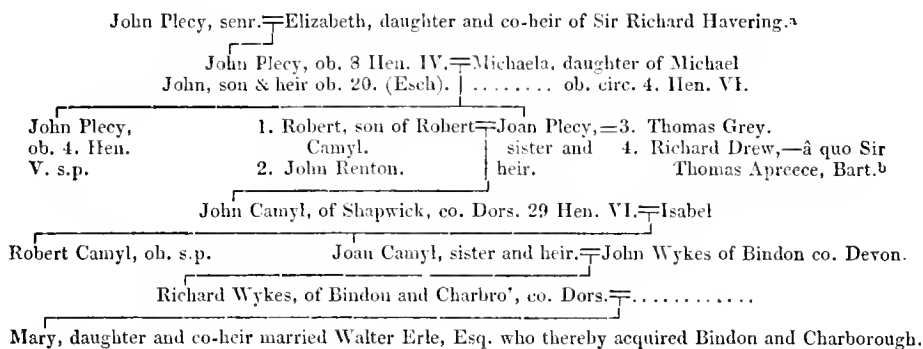 John Plecy, senr.=Elizabeth, daughter and co-heir of Sir Richard Havering.ª
John Plecy, ob. 8 Hen. IV.=Michaela, daughter of Michael
John, son & heir ob. 20. (Esch). ........ ob. circ. 4. Hen. VI.
John Plecy, 1. Robert, son of Robert=Joan Plecy,=3. Thomas Grey.
ob. 4. Hen. Camyl. sister and 4. Richard Drew,—â quo Sir
V. s.p. 2. John Renton. heir. Thomas Apreece, Bart.ᵇ
John Camyl, of Shapwick, co. Dors. 29 Hen. VI.=Isabel
Robert Camyl, ob. s.p. Joan Camyl, sister and heir.=John Wykes of Bindon co. Devon.
Richard Wykes, of Bindon and Charbro', co. Dors.=............
Mary, daughter and co-heir married Walter Erle, Esq. who thereby acquired Bindon and Charborough.